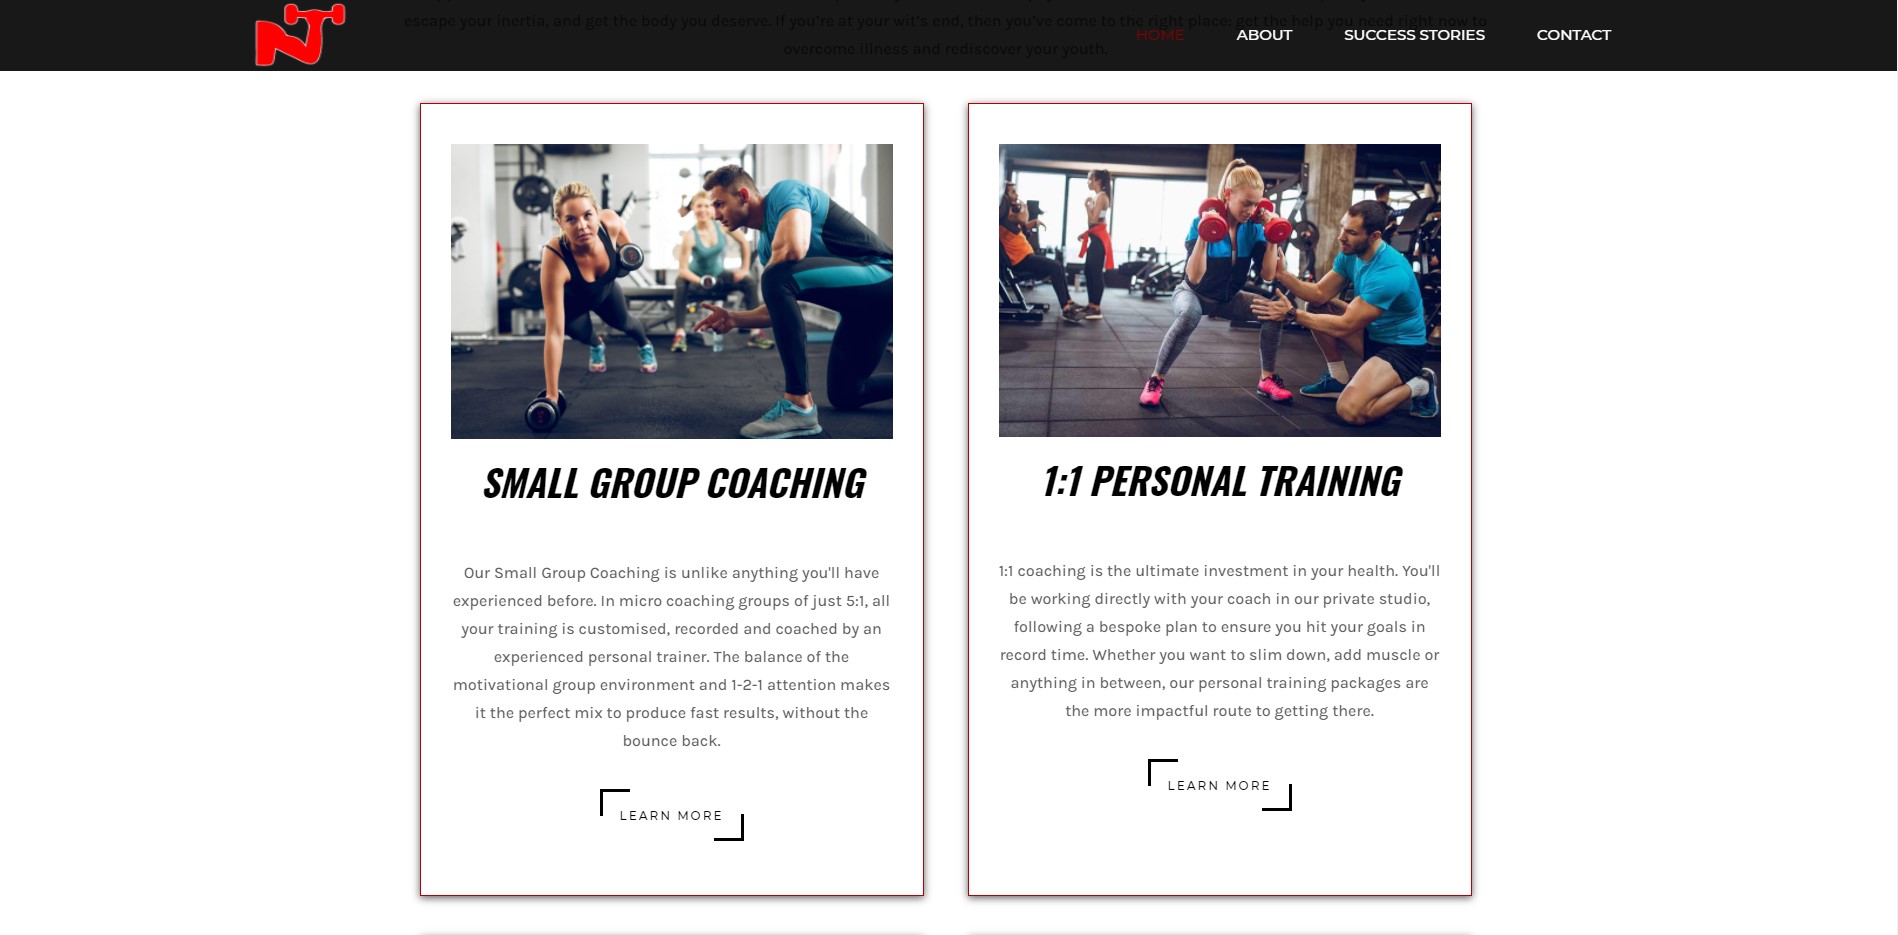 NT
escape your inertia, and get the body you deserve. If you're at your wit's end, then you've come to the right place: get the help you need right now to
overcome illness and rediscover your youth.
HOME ABOUT SUCCESS STORIES CONTACT
SMALL GROUP COACHING
Our Small Group Coaching is unlike anything you'll have
experienced before. In micro coaching groups of just 5:1, all
your training is customised, recorded and coached by an
experienced personal trainer. The balance of the
motivational group environment and 1-2-1 attention makes
it the perfect mix to produce fast results, without the
bounce back.
LEARN MORE
1:1 PERSONAL TRAINING
1:1 coaching is the ultimate investment in your health. You'll
be working directly with your coach in our private studio,
following a bespoke plan to ensure you hit your goals in
record time. Whether you want to slim down, add muscle or
anything in between, our personal training packages are
the more impactful route to getting there.
LEARN MORE